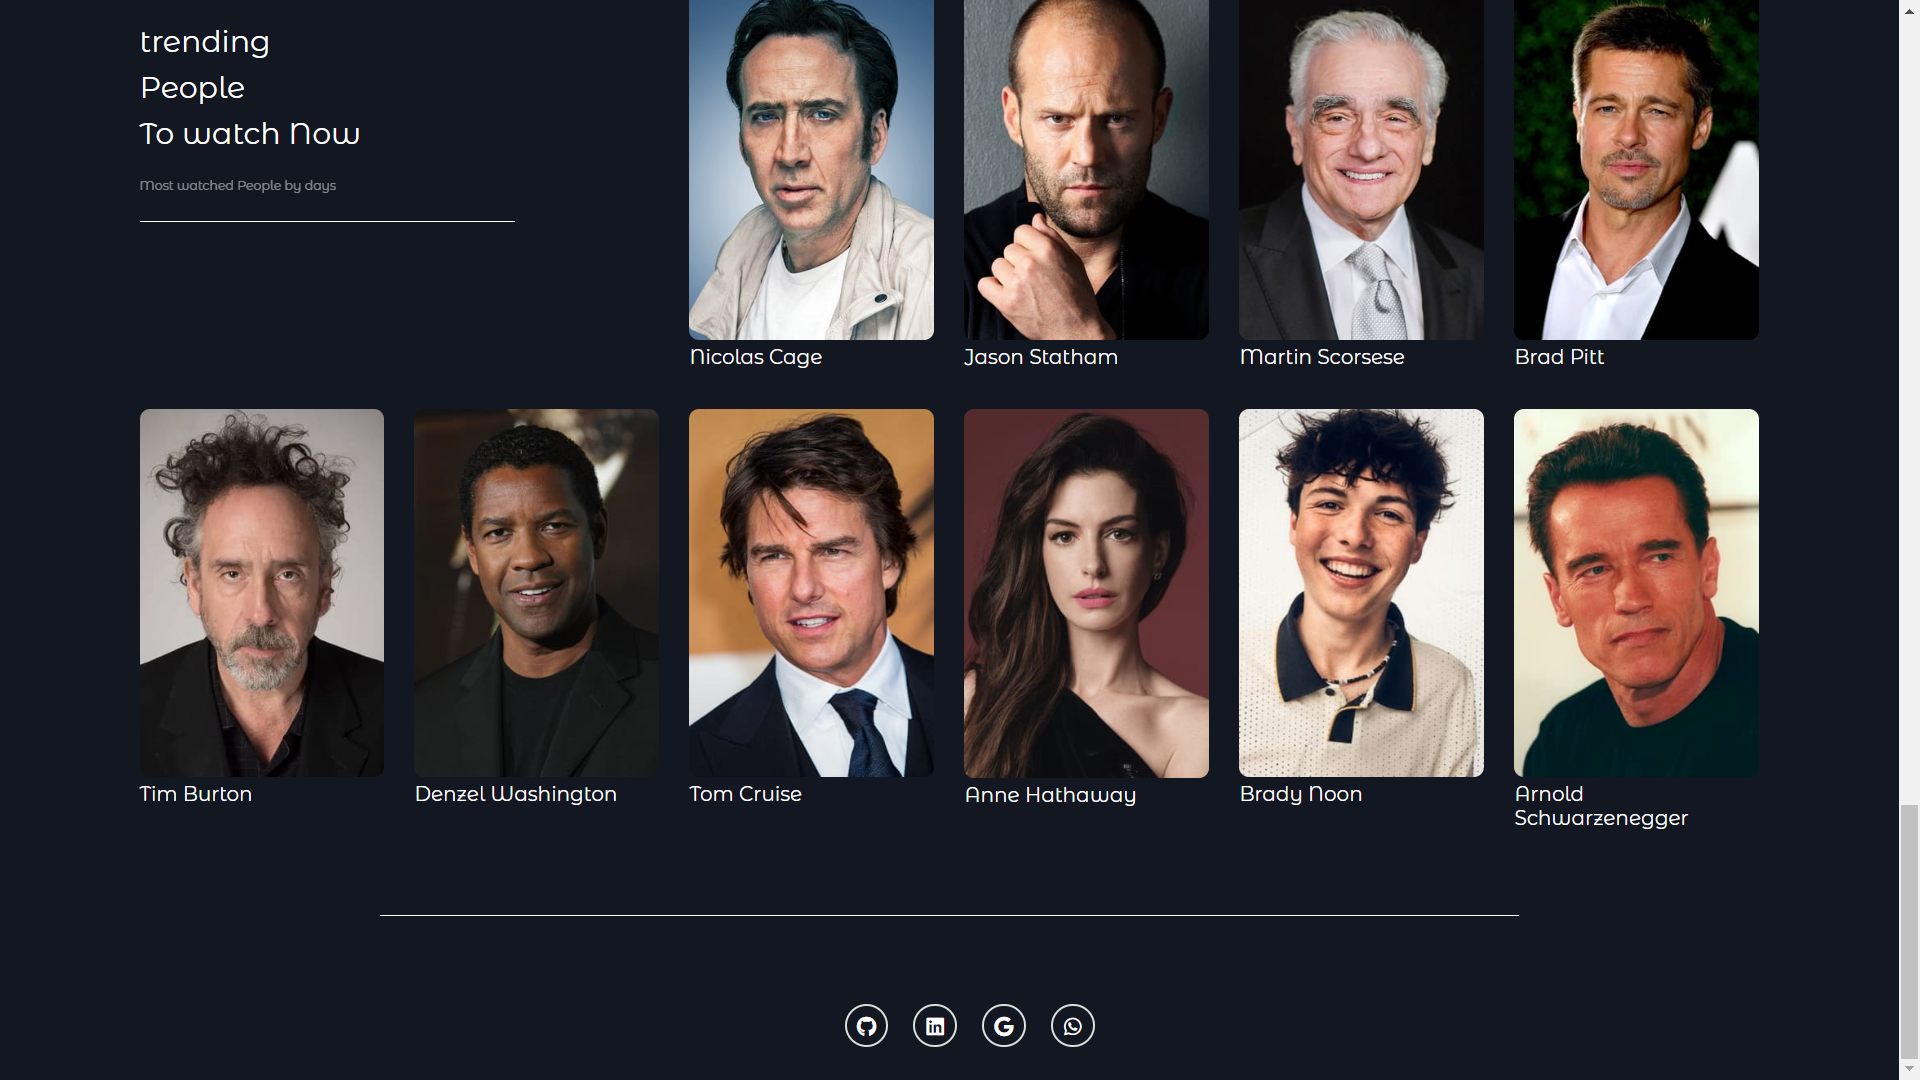 trending
People
To watch Now
Most watched People by days
Nicolas Cage
Jason Statham
Martin Scorsese
Brad Pitt
Tim Burton
Denzel Washington
Tom Cruise
Anne Hathaway
Brady Noon
Arnold
Schwarzenegger